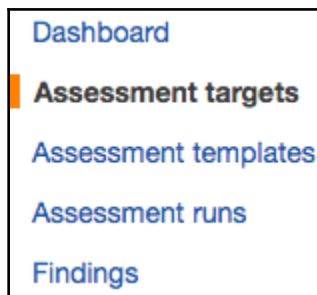 Dashboard
Assessment targets
Assessment templates
Assessment runs
Findings